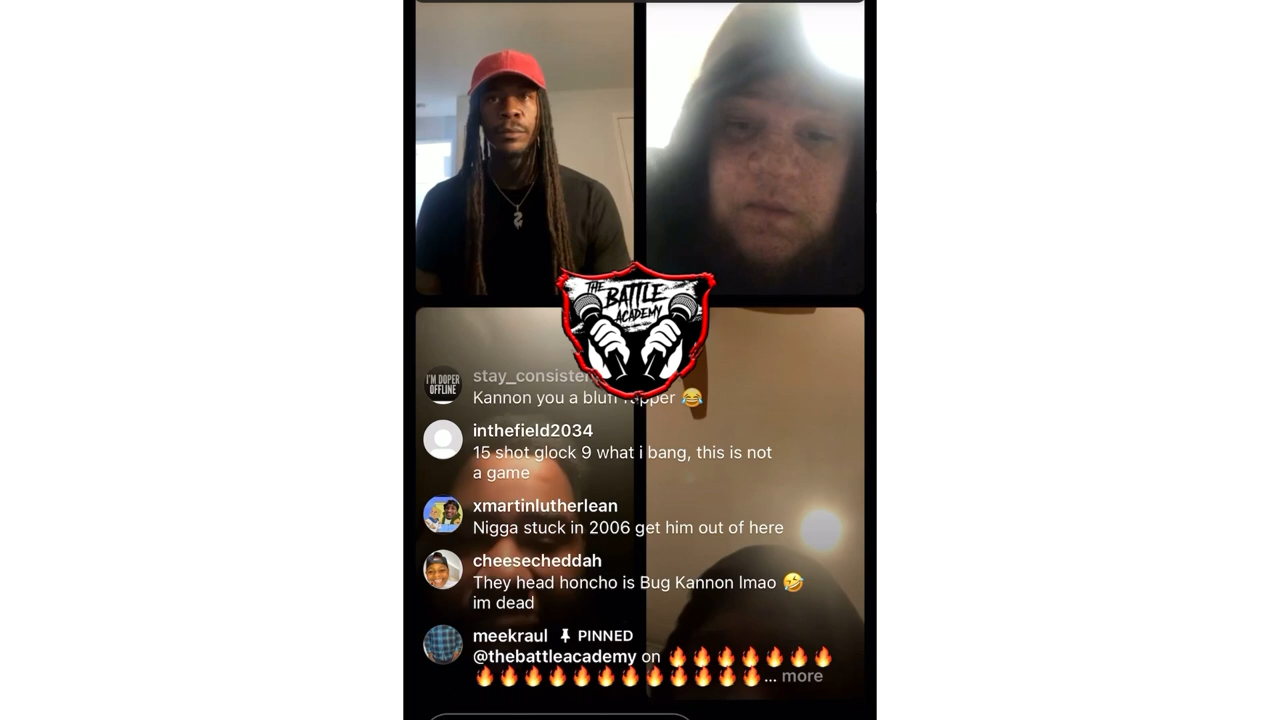 THE
BATTLE
ACADEMY
I'M DOPER
OFFLINE
Kannon you a bluff rapper 😂
inthefield2034
15 shot glock 9 what i bang, this is not
a game
xmartinlutherlean
Nigga stuck in 2006 get him out of here
cheesecheddah
They head honcho is Bug Kannon lmao 🤣
im dead
meekraul PINNED
@thebattleacademy on 🔥🔥🔥🔥🔥🔥🔥
🔥🔥🔥🔥🔥🔥🔥🔥🔥🔥🔥🔥... more